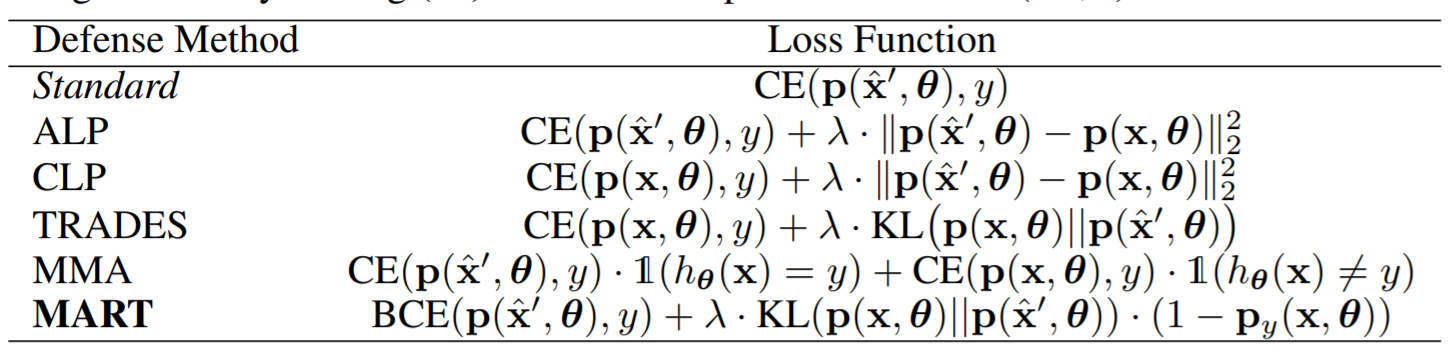 Defense Method Loss Function
Standard CE(p(x̂′, θ), y)
ALP CE(p(x̂′, θ), y) + λ · ‖p(x̂′, θ) − p(x, θ)‖₂²
CLP CE(p(x, θ), y) + λ · ‖p(x̂′, θ) − p(x, θ)‖₂²
TRADES CE(p(x, θ), y) + λ · KL(p(x, θ)||p(x̂′, θ))
MMA CE(p(x̂′, θ), y) · 𝟙(h_θ(x) = y) + CE(p(x, θ), y) · 𝟙(h_θ(x) ≠ y)
MART BCE(p(x̂′, θ), y) + λ · KL(p(x, θ)||p(x̂′, θ)) · (1 − p_y(x, θ))